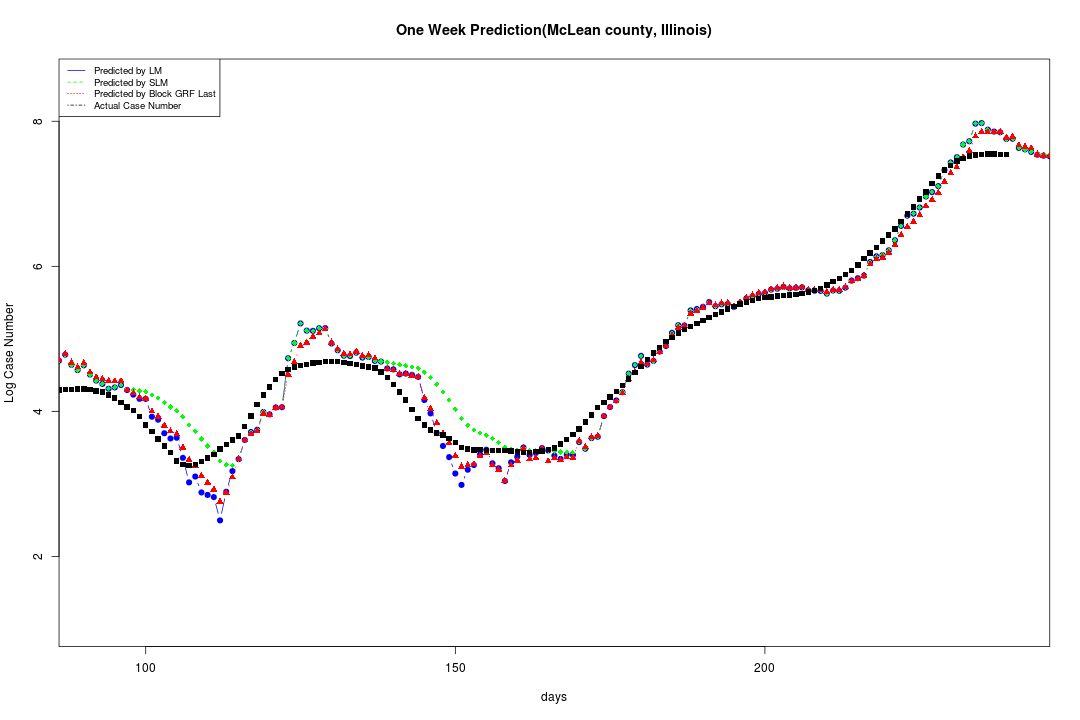 One Week Prediction(McLean county, Illinois)
Predicted by LM
Predicted by SLM
Predicted by Block GRF Last
Actual Case Number
Log Case Number
8
6
4
2
100
150
200
days